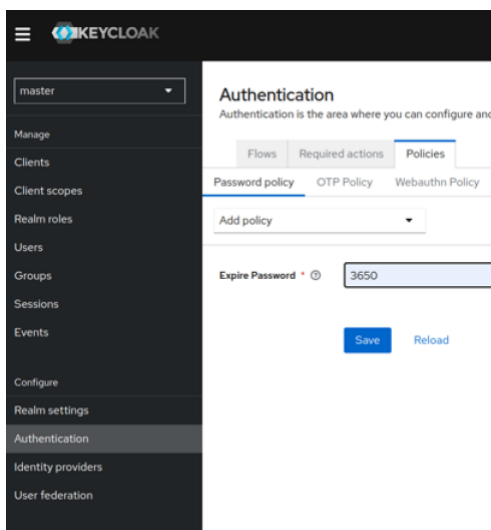 KEYCLOAK
master
Manage
Clients
Client scopes
Realm roles
Users
Groups
Sessions
Events
Configure
Realm settings
Authentication
Identity providers
User federation
Authentication
Authentication is the area where you can configure and
Flows Required actions Policies
Password policy OTP Policy Webauthn Policy
Add policy
Expire Password * 3650
Save Reload